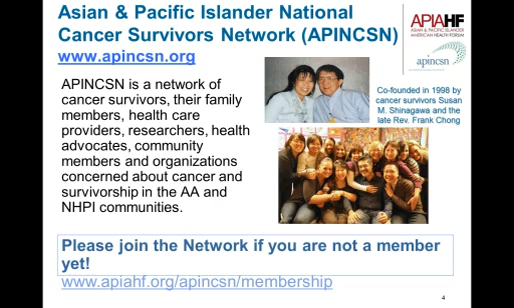 Asian & Pacific Islander National
Cancer Survivors Network (APINCSN)
www.apincsn.org
APIAHF
ASIAN & PACIFIC ISLANDER
AMERICAN HEALTH FORUM
apincsn
APINCSN is a network of
cancer survivors, their family
members, health care
providers, researchers, health
advocates, community
members and organizations
concerned about cancer and
survivorship in the AA and
NHPI communities.
Co-founded in 1998 by
cancer survivors Susan
M. Shinagawa and the
late Rev. Frank Chong
Please join the Network if you are not a member
yet!
www.apiahf.org/apincsn/membership
4